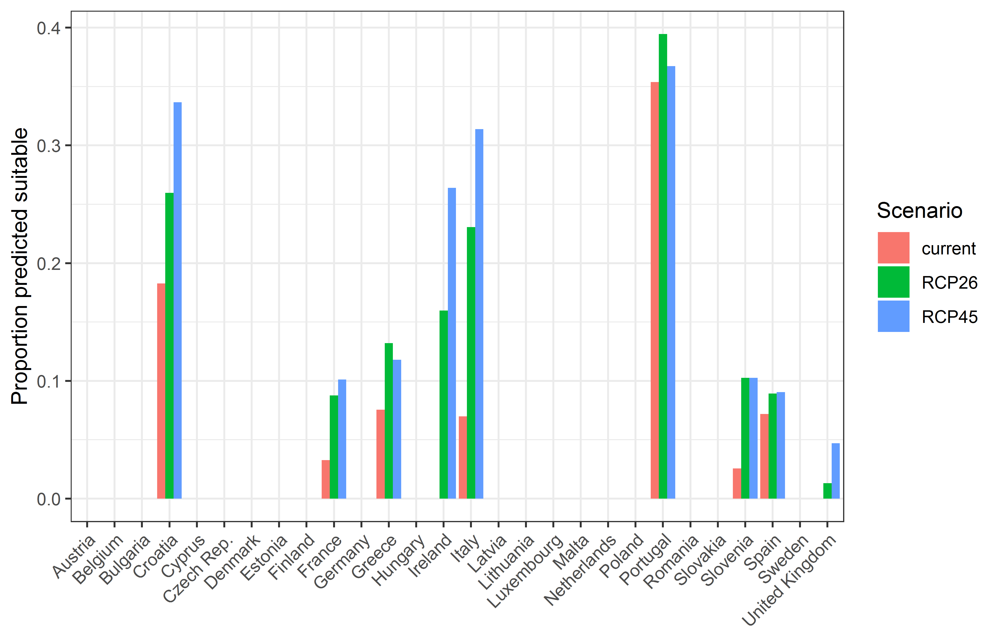 Proportion predicted suitable
0.4
0.3
0.2
0.1
0.0
Austria
Belgium
Bulgaria
Croatia
Cyprus
Czech Rep.
Denmark
Estonia
Finland
France
Germany
Greece
Hungary
Ireland
Italy
Latvia
Lithuania
Luxembourg
Malta
Netherlands
Poland
Portugal
Romania
Slovakia
Slovenia
Spain
Sweden
United Kingdom
Scenario
current
RCP26
RCP45